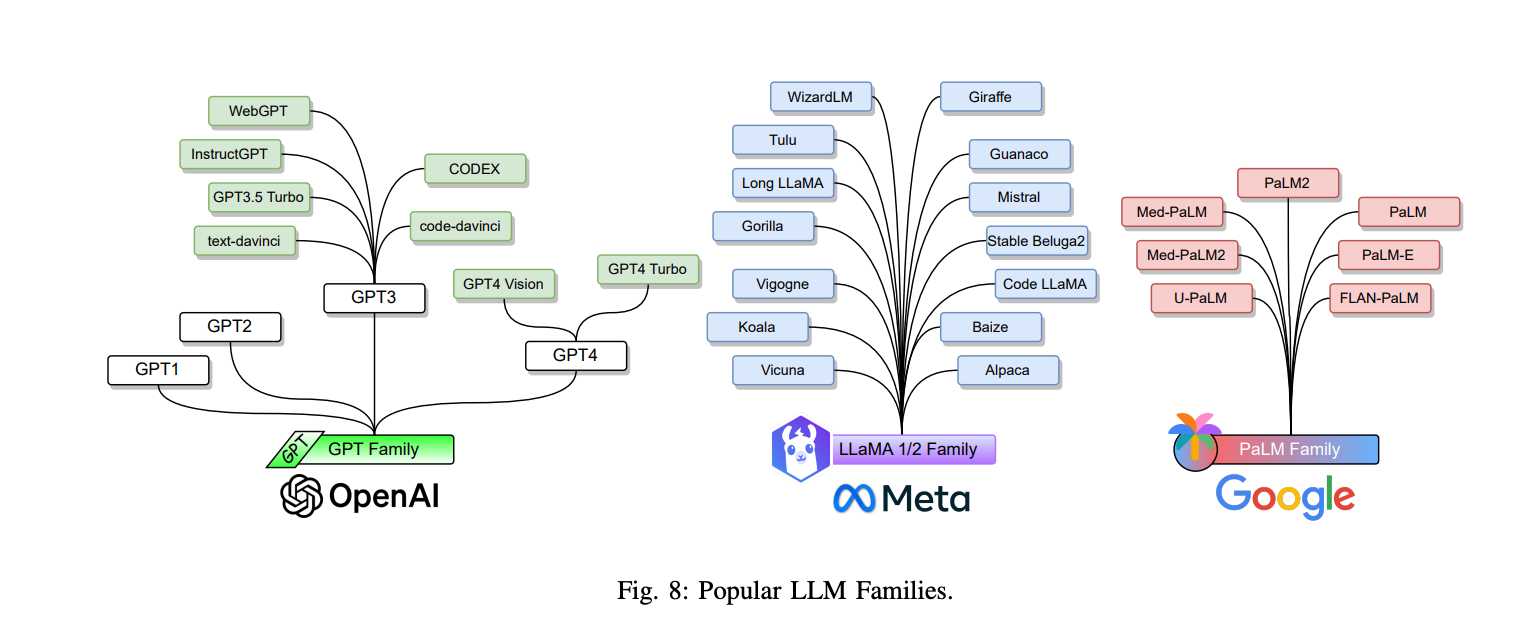 WebGPT
InstructGPT
CODEX
GPT3.5 Turbo
text-davinci
code-davinci
GPT3
GPT4 Vision
GPT4 Turbo
GPT2
GPT1
GPT4
GPT
GPT Family
OpenAI
WizardLM
Giraffe
Tulu
Guanaco
Long LLaMA
Mistral
Gorilla
Stable Beluga2
Vigogne
Code LLaMA
Koala
Baize
Vicuna
Alpaca
LLaMA 1/2 Family
Meta
PaLM2
Med-PaLM
PaLM
Med-PaLM2
PaLM-E
U-PaLM
FLAN-PaLM
PaLM Family
Google
Fig. 8: Popular LLM Families.